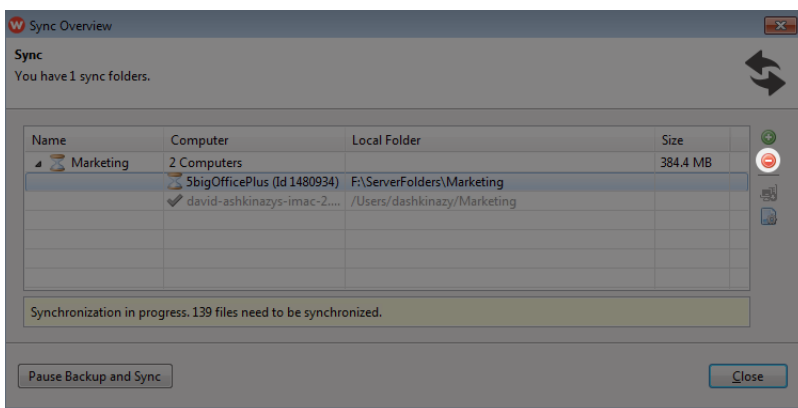 Sync Overview
Sync
You have 1 sync folders.
Name Computer Local Folder Size
Marketing 2 Computers 384.4 MB
5bigOfficePlus (Id 1480934) F:\ServerFolders\Marketing
david-ashkinazys-imac-2.... /Users/dashkinazy/Marketing
Synchronization in progress. 139 files need to be synchronized.
Pause Backup and Sync Close